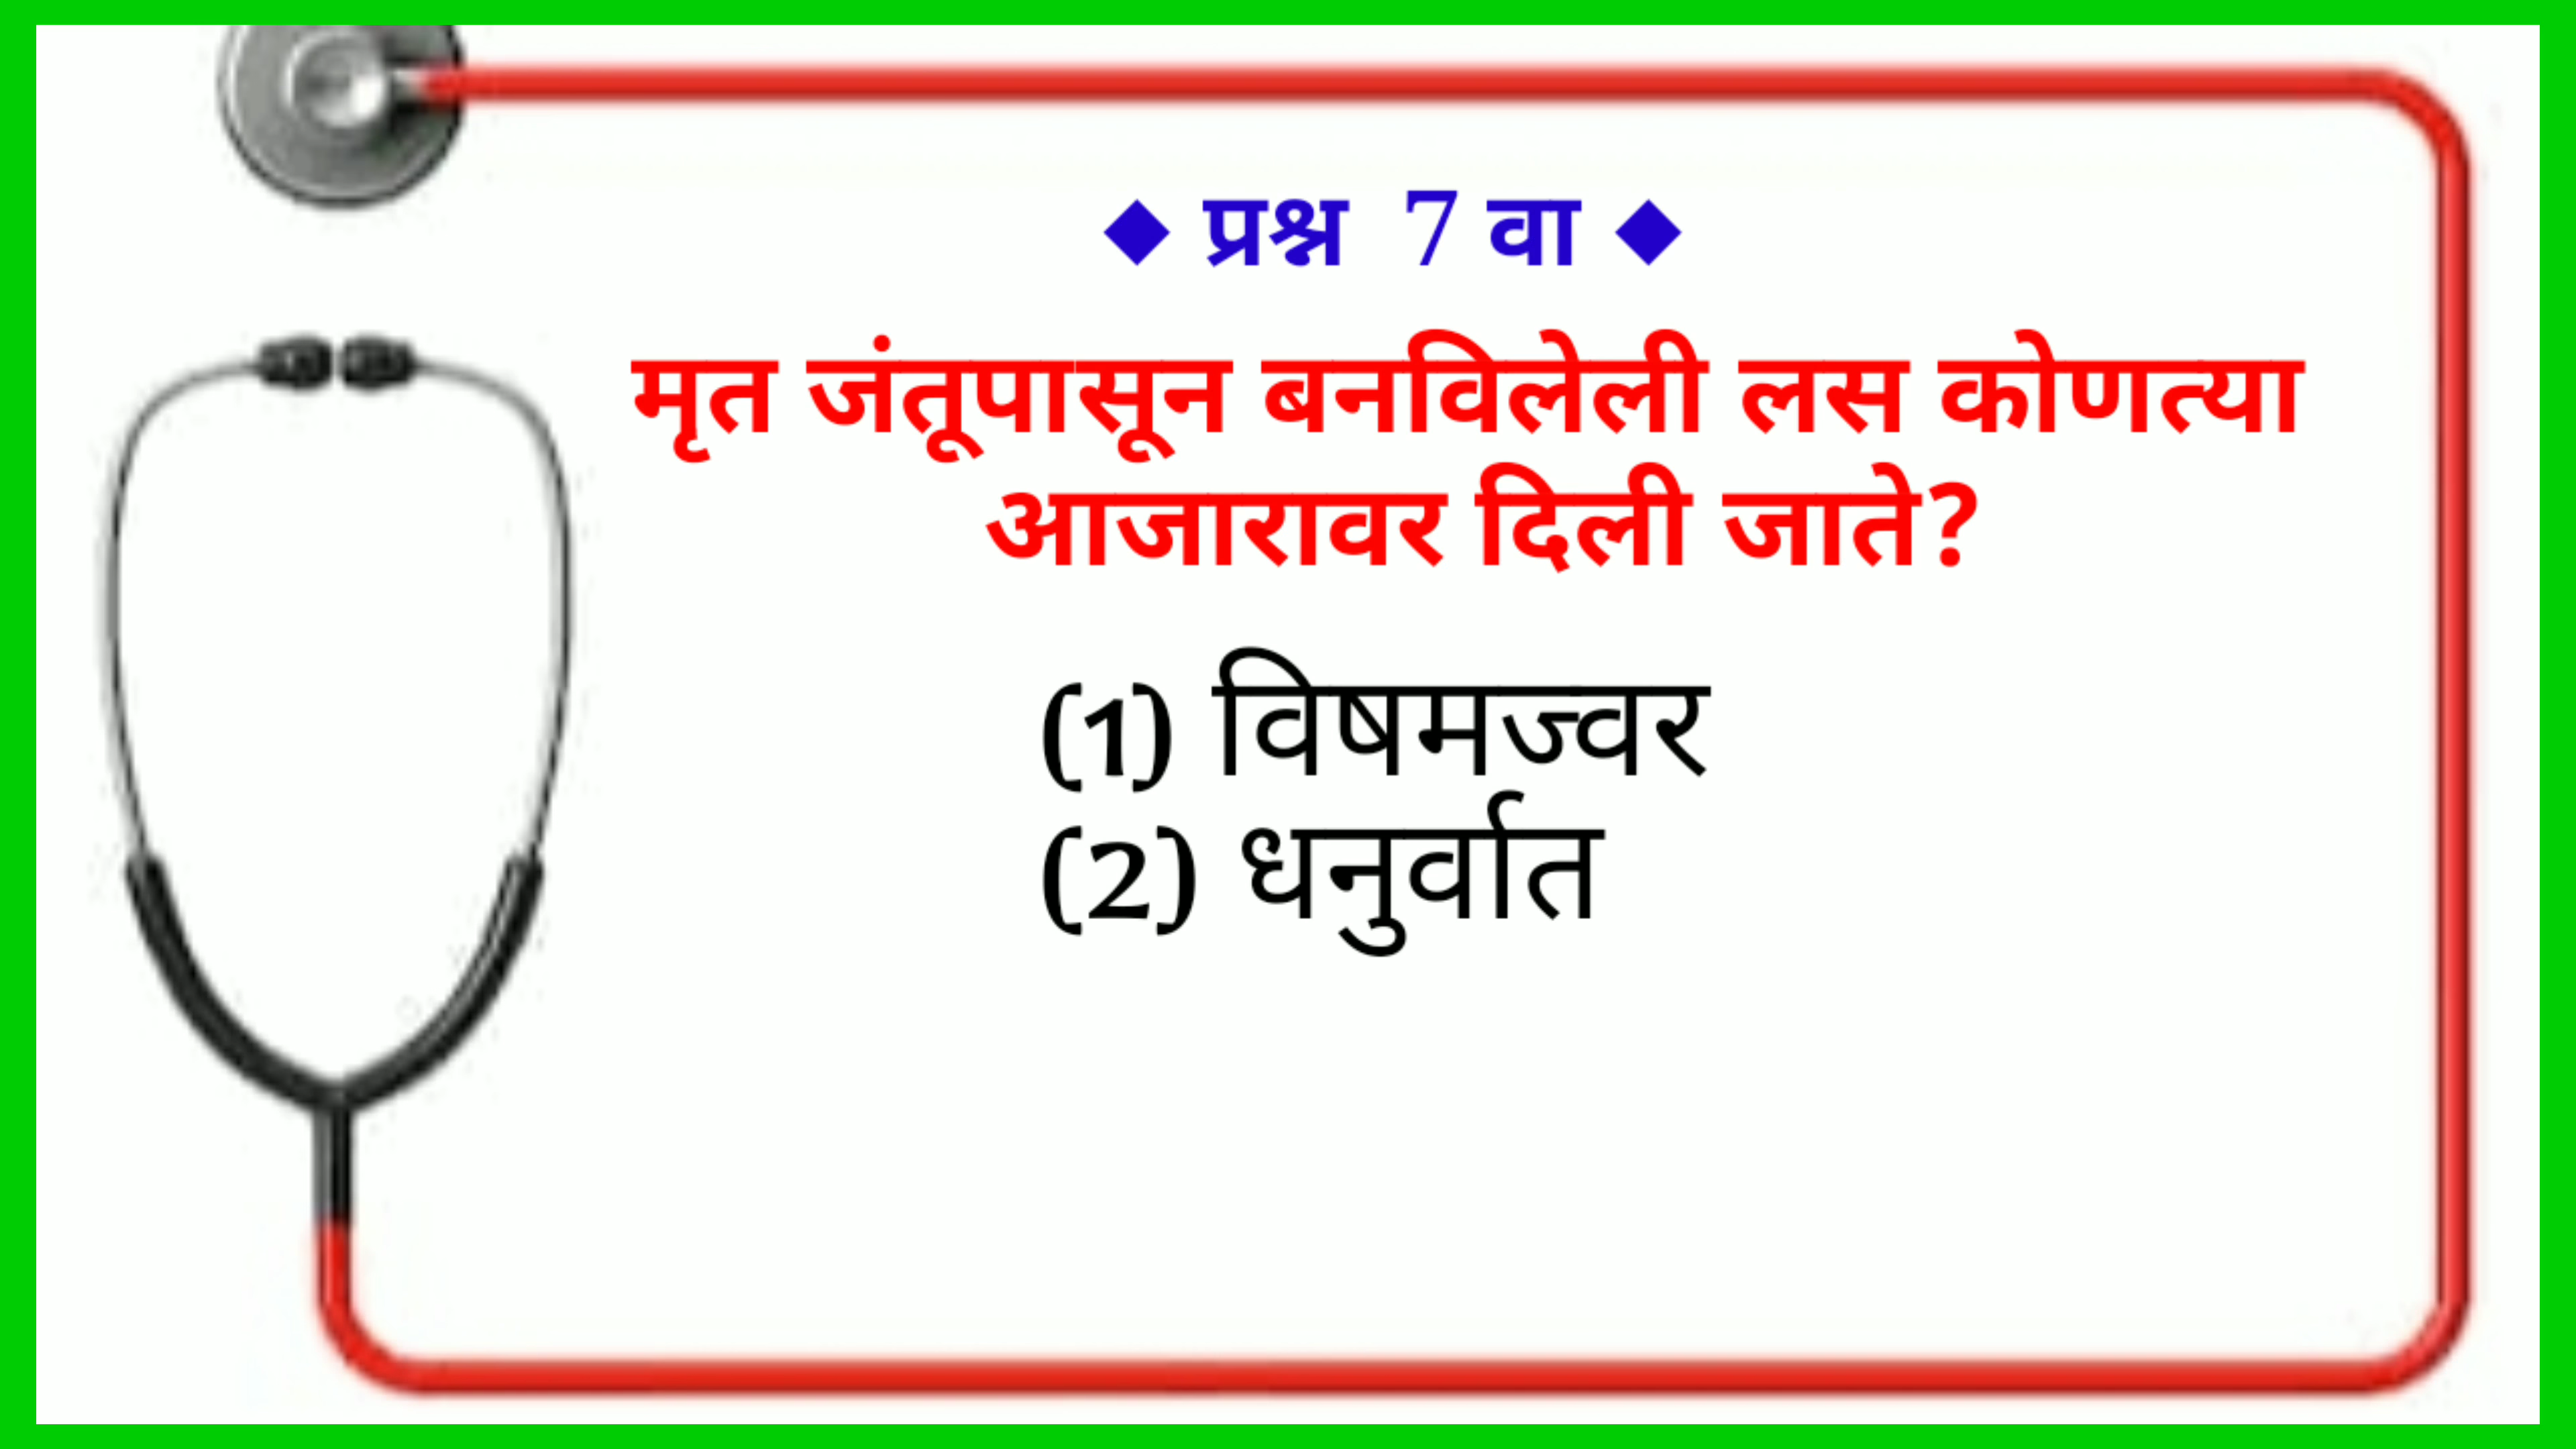 ◆ प्रश्न 7 वा ◆
मृत जंतूपासून बनविलेली लस कोणत्या
आजारावर दिली जाते?
(1) विषमज्वर
(2) धनुर्वात